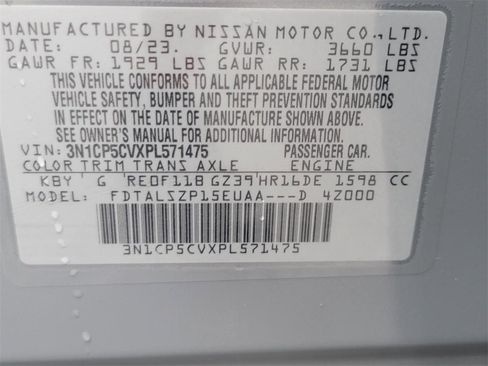 MANUFACTURED BY NISSAN MOTOR CO.,LTD.
DATE: 08/23. GVWR: 3660 LBS
GAWR FR: 1929 LBS GAWR RR: 1731 LBS
THIS VEHICLE CONFORMS TO ALL APPLICABLE FEDERAL MOTOR
VEHICLE SAFETY, BUMPER AND THEFT PREVENTION STANDARDS
IN EFFECT ON THE DATE OF MANUFACTURE SHOWN ABOVE.
SEE OWNER'S MANUAL FOR ADDITIONAL INFORMATION.
VIN: 3N1CP5CVXPL571475 PASSENGER CAR.
COLOR TRIM TRANS AXLE ENGINE
KBY G RE0F11B GZ39 HR16DE 1598 CC
MODEL: FDTALSZP15EUAA---D 4Z000
3N1CP5CVXPL571475